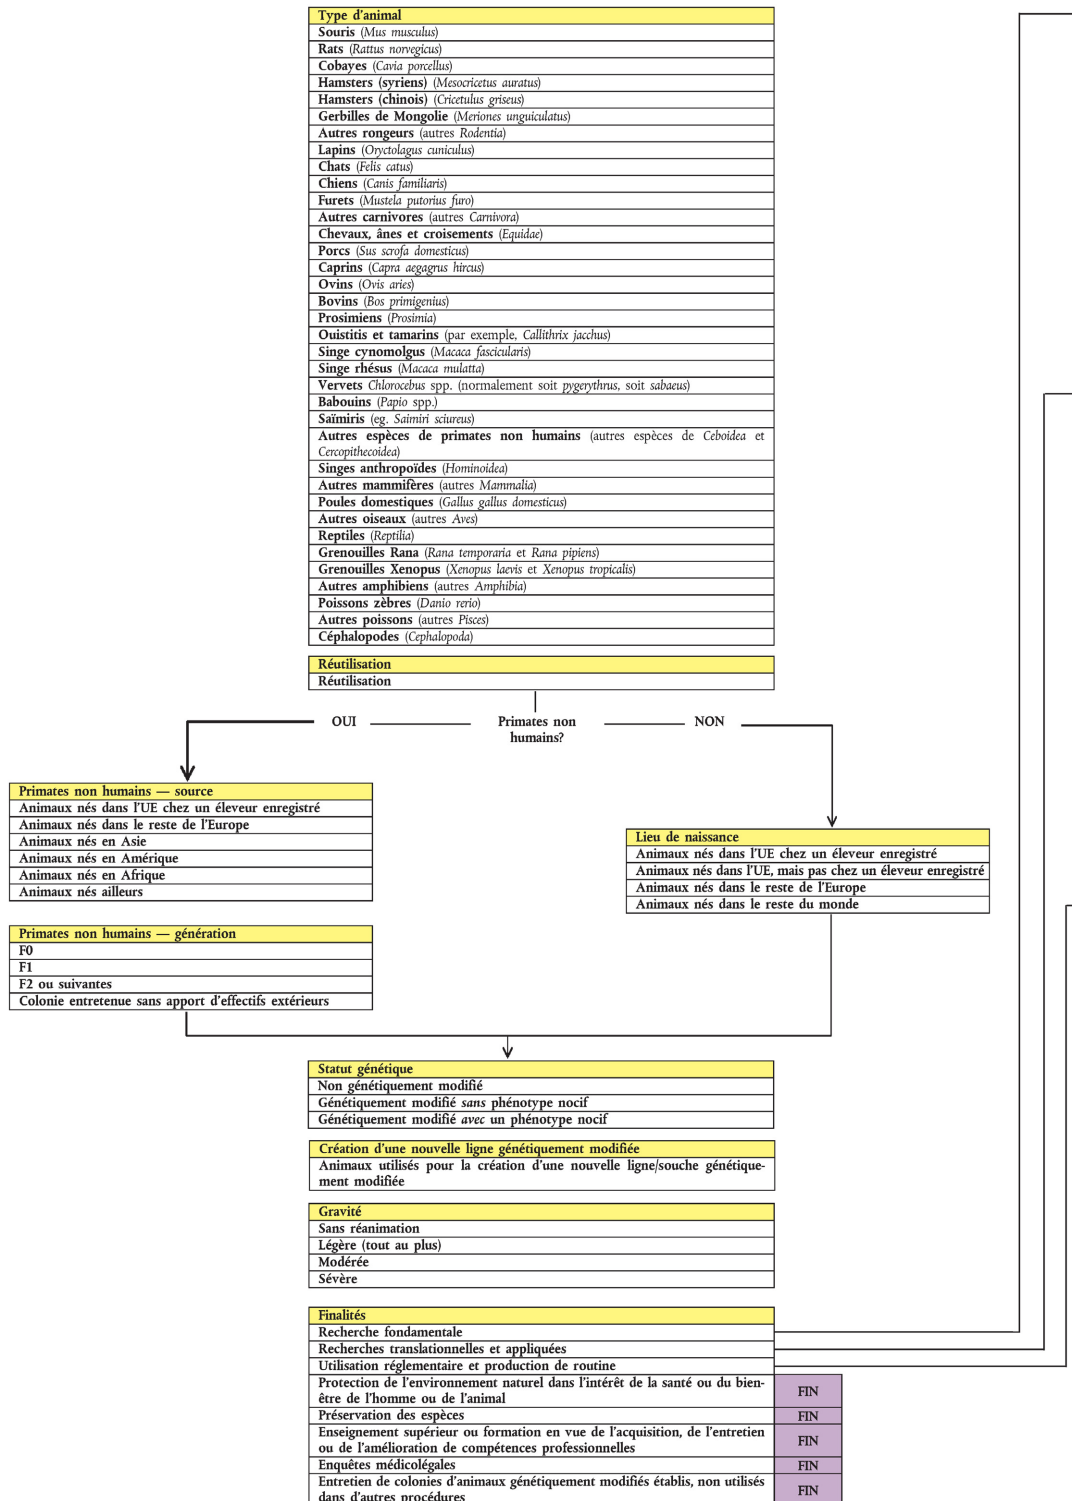 Type d'animal
Souris (Mus musculus)
Rats (Rattus norvegicus)
Cobayes (Cavia porcellus)
Hamsters (syriens) (Mesocricetus auratus)
Hamsters (chinois) (Cricetulus griseus)
Gerbilles de Mongolie (Meriones unguiculatus)
Autres rongeurs (autres Rodentia)
Lapins (Oryctolagus cuniculus)
Chats (Felis catus)
Chiens (Canis familiaris)
Furets (Mustela putorius furo)
Autres carnivores (autres Carnivora)
Chevaux, ânes et croisements (Equidae)
Porcs (Sus scrofa domesticus)
Caprins (Capra aegagrus hircus)
Ovins (Ovis aries)
Bovins (Bos primigenius)
Prosimiens (Prosimia)
Ouistitis et tamarins (par exemple, Callithrix jacchus)
Singe cynomolgus (Macaca fascicularis)
Singe rhésus (Macaca mulatta)
Vervets Chlorocebus spp. (normalement soit pygerythrus, soit sabaeus)
Babouins (Papio spp.)
Saïmiris (eg. Saimiri sciureus)
Autres espèces de primates non humains (autres espèces de Ceboidea et
Cercopithecoidea)
Singes anthropoïdes (Hominoidea)
Autres mammifères (autres Mammalia)
Poules domestiques (Gallus gallus domesticus)
Autres oiseaux (autres Aves)
Reptiles (Reptilia)
Grenouilles Rana (Rana temporaria et Rana pipiens)
Grenouilles Xenopus (Xenopus laevis et Xenopus tropicalis)
Autres amphibiens (autres Amphibia)
Poissons zèbres (Danio rerio)
Autres poissons (autres Pisces)
Céphalopodes (Cephalopoda)
Réutilisation
Réutilisation
OUI
Primates non
humains?
NON
Primates non humains — source
Animaux nés dans l'UE chez un éleveur enregistré
Animaux nés dans le reste de l'Europe
Animaux nés en Asie
Animaux nés en Amérique
Animaux nés en Afrique
Animaux nés ailleurs
Lieu de naissance
Animaux nés dans l'UE chez un éleveur enregistré
Animaux nés dans l'UE, mais pas chez un éleveur enregistré
Animaux nés dans le reste de l'Europe
Animaux nés dans le reste du monde
Primates non humains — génération
F0
F1
F2 ou suivantes
Colonie entretenue sans apport d'effectifs extérieurs
Statut génétique
Non génétiquement modifié
Génétiquement modifié sans phénotype nocif
Génétiquement modifié avec un phénotype nocif
Création d'une nouvelle ligne génétiquement modifiée
Animaux utilisés pour la création d'une nouvelle ligne/souche génétique-
ment modifiée
Gravité
Sans réanimation
Légère (tout au plus)
Modérée
Sévère
Finalités
Recherche fondamentale
Recherches translationnelles et appliquées
Utilisation réglementaire et production de routine
Protection de l'environnement naturel dans l'intérêt de la santé ou du bien-
être de l'homme ou de l'animal
FIN
Préservation des espèces
FIN
Enseignement supérieur ou formation en vue de l'acquisition, de l'entretien
ou de l'amélioration de compétences professionnelles
FIN
Enquêtes médicolégales
FIN
Entretien de colonies d'animaux génétiquement modifiés établis, non utilisés
dans d'autres procédures
FIN